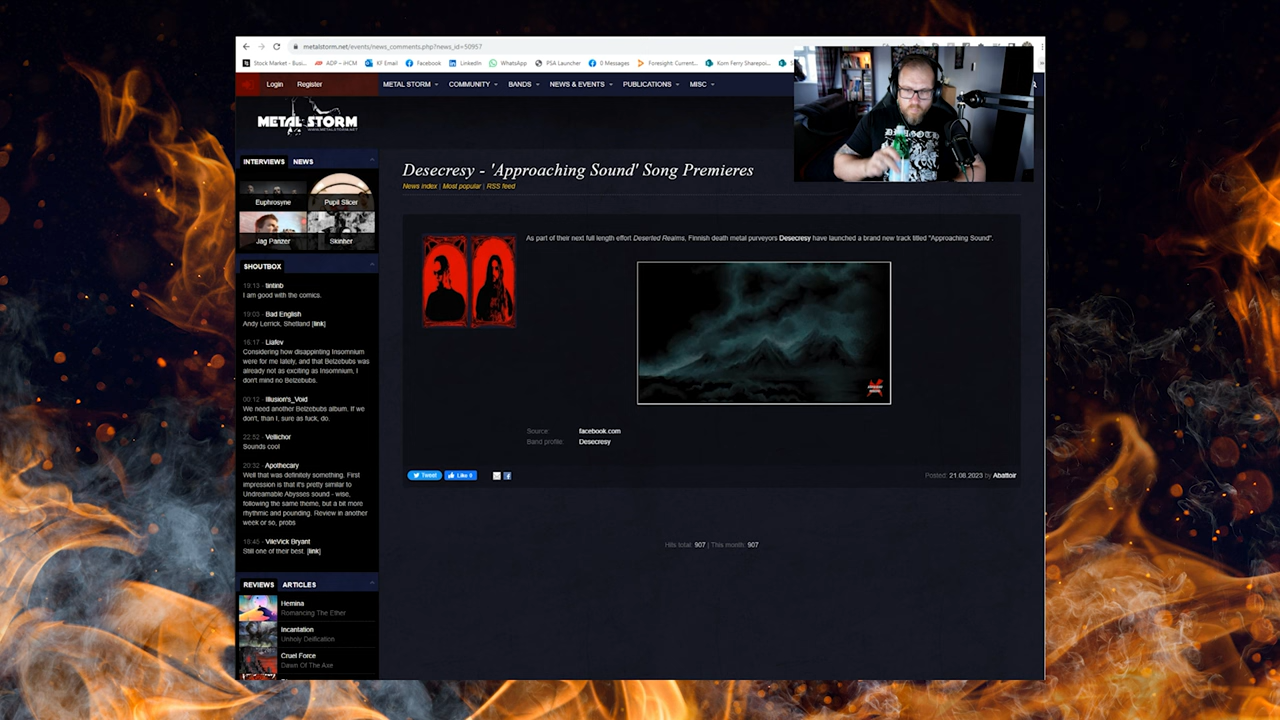 metalstorm.net/events/news_comments.php?news_id=50957
Stock Market - Busi... ADP – iHCM KF Email Facebook LinkedIn WhatsApp PSA Launcher 0 Messages Foresight: Current... Korn Ferry Sharepoi...
Login Register METAL STORM COMMUNITY BANDS NEWS & EVENTS PUBLICATIONS MISC
METAL STORM
WWW.METALSTORM.NET
Desecresy - 'Approaching Sound' Song Premieres
News index | Most popular | RSS feed
INTERVIEWS NEWS
Euphrosyne Pupil Slicer
Jag Panzer Skinher
As part of their next full length effort Deserted Realms, Finnish death metal purveyors Desecresy have launched a brand new track titled "Approaching Sound".
SHOUTBOX
19:13 - tintinb
I am good with the comics.
19:03 - Bad English
Andy Lerrick, Shetland [link]
16:17 - Liafev
Considering how disappinting Insomnium
were for me lately, and that Belzebubs was
already not as exciting as Insomnium, I
don't mind no Belzebubs.
00:12 - Illusion's_Void
We need another Belzebubs album. If we
don't, than I, sure as fuck, do.
22:52 - Vellichor
Sounds cool
20:32 - Apothecary
Well that was definitely something. First
impression is that it's pretty similar to
Undreamable Abysses sound - wise,
following the same theme, but a bit more
rhythmic and pounding. Review in another
week or so, probs
18:45 - VileVick Bryant
Still one of their best. [link]
Source: facebook.com
Band profile: Desecresy
Tweet Like 0
Posted: 21.08.2023 by Abattoir
Hits total: 907 | This month: 907
REVIEWS ARTICLES
Hemina
Romancing The Ether
Incantation
Unholy Deification
Cruel Force
Dawn Of The Axe